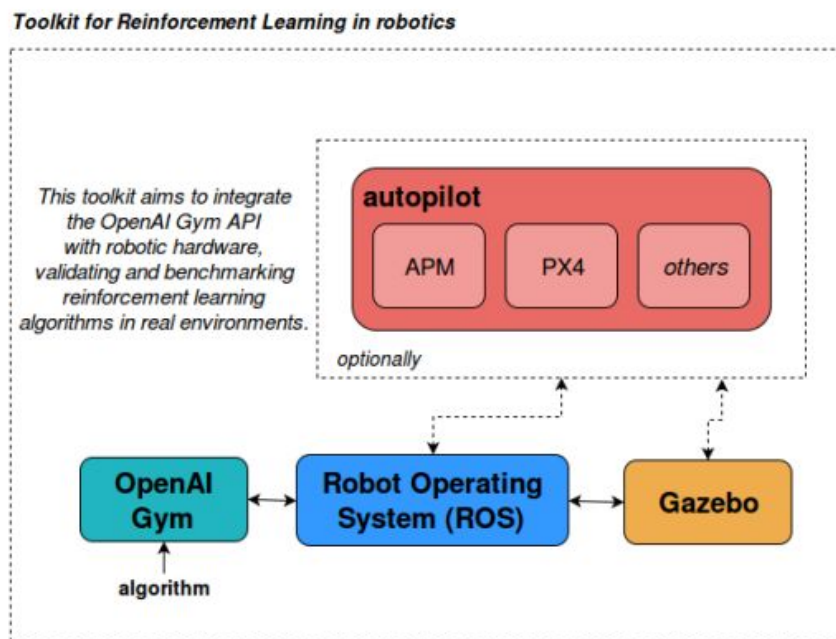 Toolkit for Reinforcement Learning in robotics
This toolkit aims to integrate
the OpenAI Gym API
with robotic hardware,
validating and benchmarking
reinforcement learning
algorithms in real environments.
autopilot
APM
PX4
others
optionally
OpenAI
Gym
Robot Operating
System (ROS)
Gazebo
algorithm